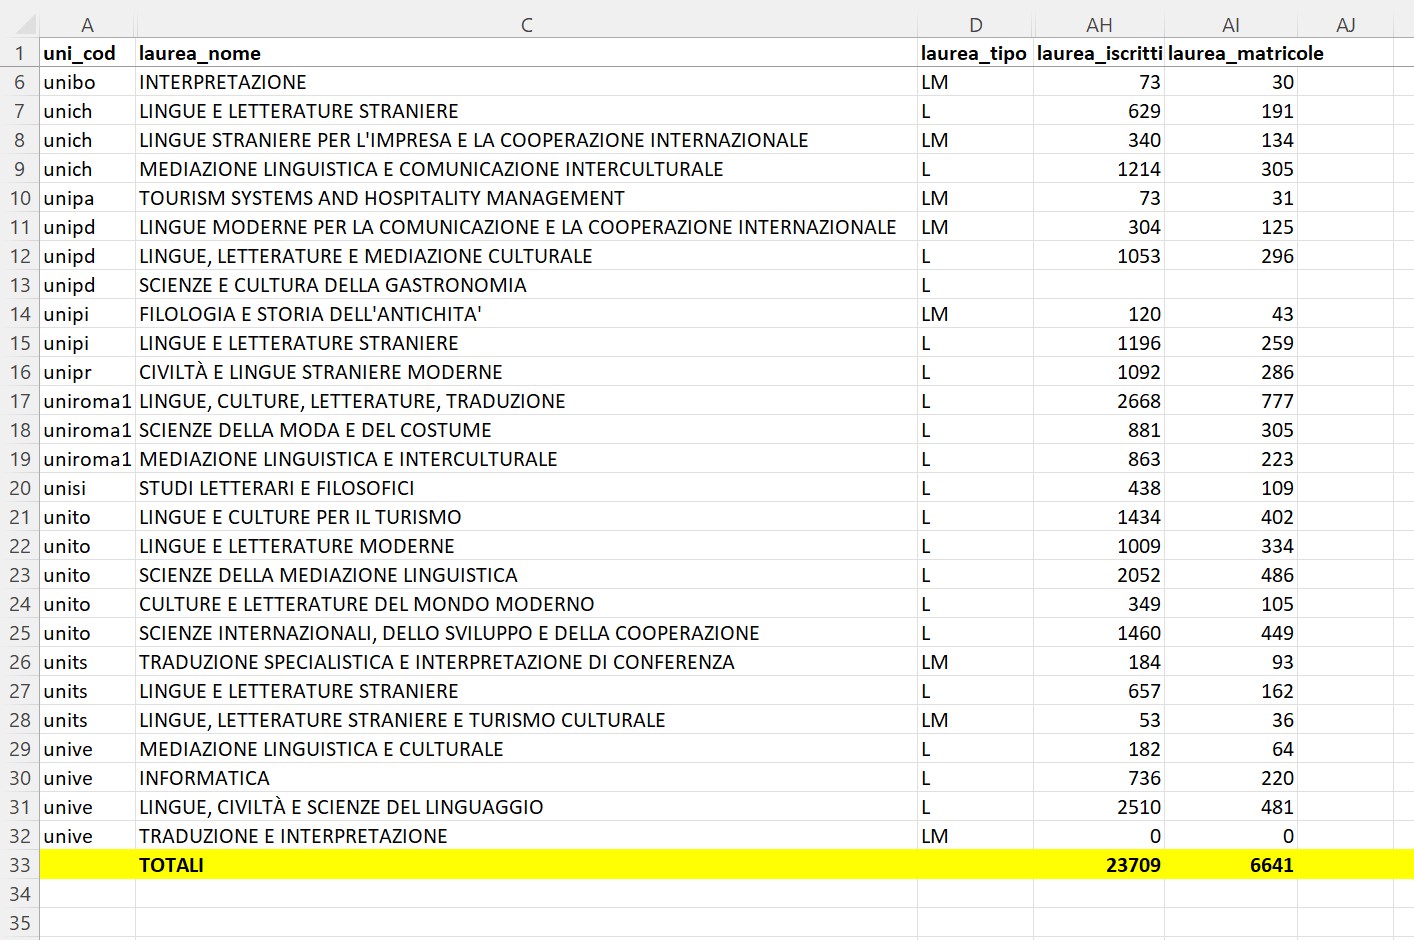 A C D AH AI AJ
1 uni_cod laurea_nome laurea_tipo laurea_iscritti laurea_matricole
6 unibo INTERPRETAZIONE LM 73 30
7 unich LINGUE E LETTERATURE STRANIERE L 629 191
8 unich LINGUE STRANIERE PER L'IMPRESA E LA COOPERAZIONE INTERNAZIONALE LM 340 134
9 unich MEDIAZIONE LINGUISTICA E COMUNICAZIONE INTERCULTURALE L 1214 305
10 unipa TOURISM SYSTEMS AND HOSPITALITY MANAGEMENT LM 73 31
11 unipd LINGUE MODERNE PER LA COMUNICAZIONE E LA COOPERAZIONE INTERNAZIONALE LM 304 125
12 unipd LINGUE, LETTERATURE E MEDIAZIONE CULTURALE L 1053 296
13 unipd SCIENZE E CULTURA DELLA GASTRONOMIA L
14 unipi FILOLOGIA E STORIA DELL'ANTICHITA' LM 120 43
15 unipi LINGUE E LETTERATURE STRANIERE L 1196 259
16 unipr CIVILTÀ E LINGUE STRANIERE MODERNE L 1092 286
17 uniroma1 LINGUE, CULTURE, LETTERATURE, TRADUZIONE L 2668 777
18 uniroma1 SCIENZE DELLA MODA E DEL COSTUME L 881 305
19 uniroma1 MEDIAZIONE LINGUISTICA E INTERCULTURALE L 863 223
20 unisi STUDI LETTERARI E FILOSOFICI L 438 109
21 unito LINGUE E CULTURE PER IL TURISMO L 1434 402
22 unito LINGUE E LETTERATURE MODERNE L 1009 334
23 unito SCIENZE DELLA MEDIAZIONE LINGUISTICA L 2052 486
24 unito CULTURE E LETTERATURE DEL MONDO MODERNO L 349 105
25 unito SCIENZE INTERNAZIONALI, DELLO SVILUPPO E DELLA COOPERAZIONE L 1460 449
26 units TRADUZIONE SPECIALISTICA E INTERPRETAZIONE DI CONFERENZA LM 184 93
27 units LINGUE E LETTERATURE STRANIERE L 657 162
28 units LINGUE, LETTERATURE STRANIERE E TURISMO CULTURALE LM 53 36
29 unive MEDIAZIONE LINGUISTICA E CULTURALE L 182 64
30 unive INFORMATICA L 736 220
31 unive LINGUE, CIVILTÀ E SCIENZE DEL LINGUAGGIO L 2510 481
32 unive TRADUZIONE E INTERPRETAZIONE LM 0 0
33 TOTALI 23709 6641
34
35